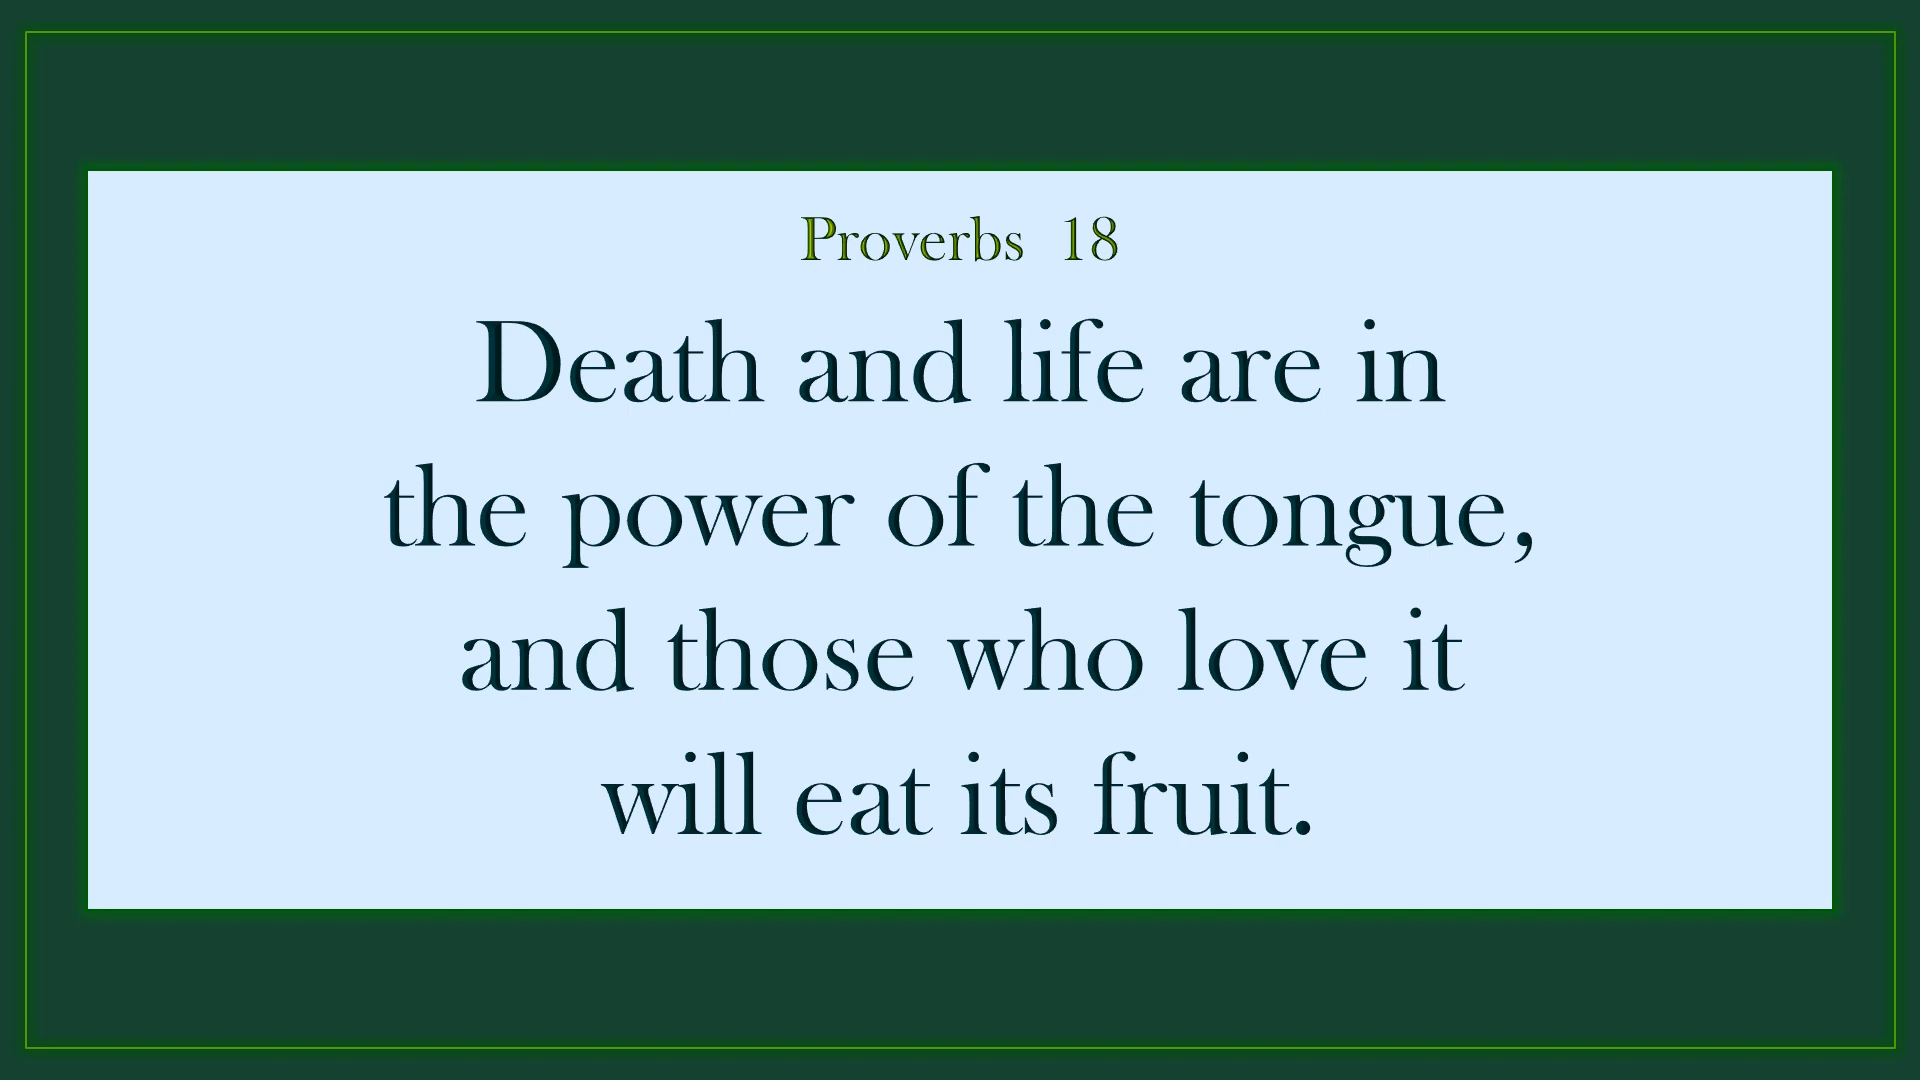 Proverbs 18
Death and life are in
the power of the tongue,
and those who love it
will eat its fruit.